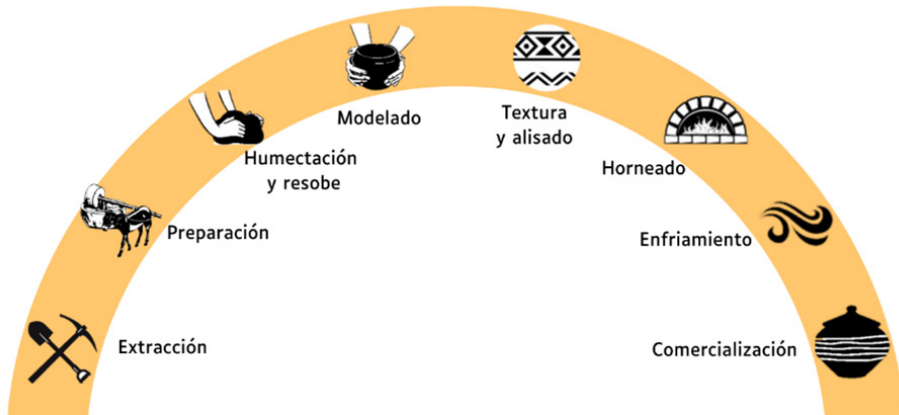 Extracción
Preparación
Humectación
y resobe
Modelado
Textura
y alisado
Horneado
Enfriamiento
Comercialización